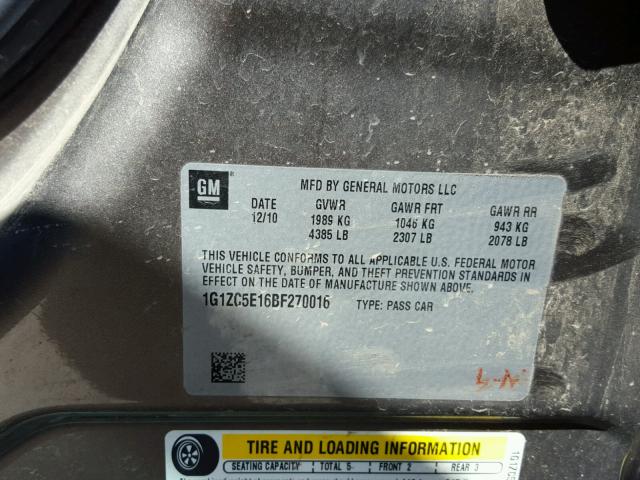 GM
MFD BY GENERAL MOTORS LLC
DATE GVWR GAWR FRT GAWR RR
12/10 1989 KG 1046 KG 943 KG
4385 LB 2307 LB 2078 LB
THIS VEHICLE CONFORMS TO ALL APPLICABLE U.S. FEDERAL MOTOR
VEHICLE SAFETY, BUMPER, AND THEFT PREVENTION STANDARDS IN
EFFECT ON THE DATE OF MANUFACTURE SHOWN ABOVE.
1G1ZC5E16BF270016 TYPE: PASS CAR
TIRE AND LOADING INFORMATION
SEATING CAPACITY TOTAL 5 FRONT 2 REAR 3